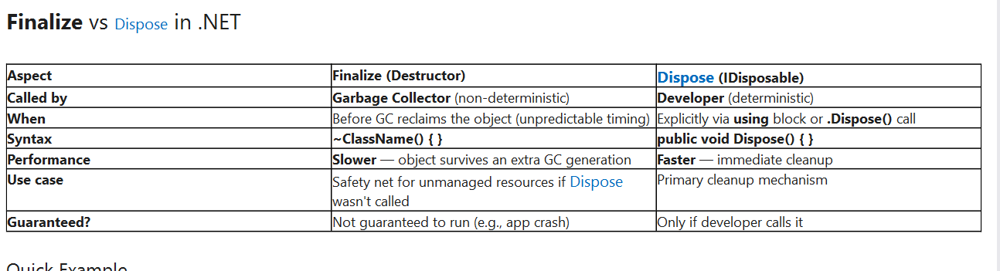 Finalize vs Dispose in .NET
Aspect Finalize (Destructor) Dispose (IDisposable)
Called by Garbage Collector (non-deterministic) Developer (deterministic)
When Before GC reclaims the object (unpredictable timing) Explicitly via using block or .Dispose() call
Syntax ~ClassName() { } public void Dispose() { }
Performance Slower — object survives an extra GC generation Faster — immediate cleanup
Use case Safety net for unmanaged resources if Dispose wasn't called Primary cleanup mechanism
Guaranteed? Not guaranteed to run (e.g., app crash) Only if developer calls it
Quick Example